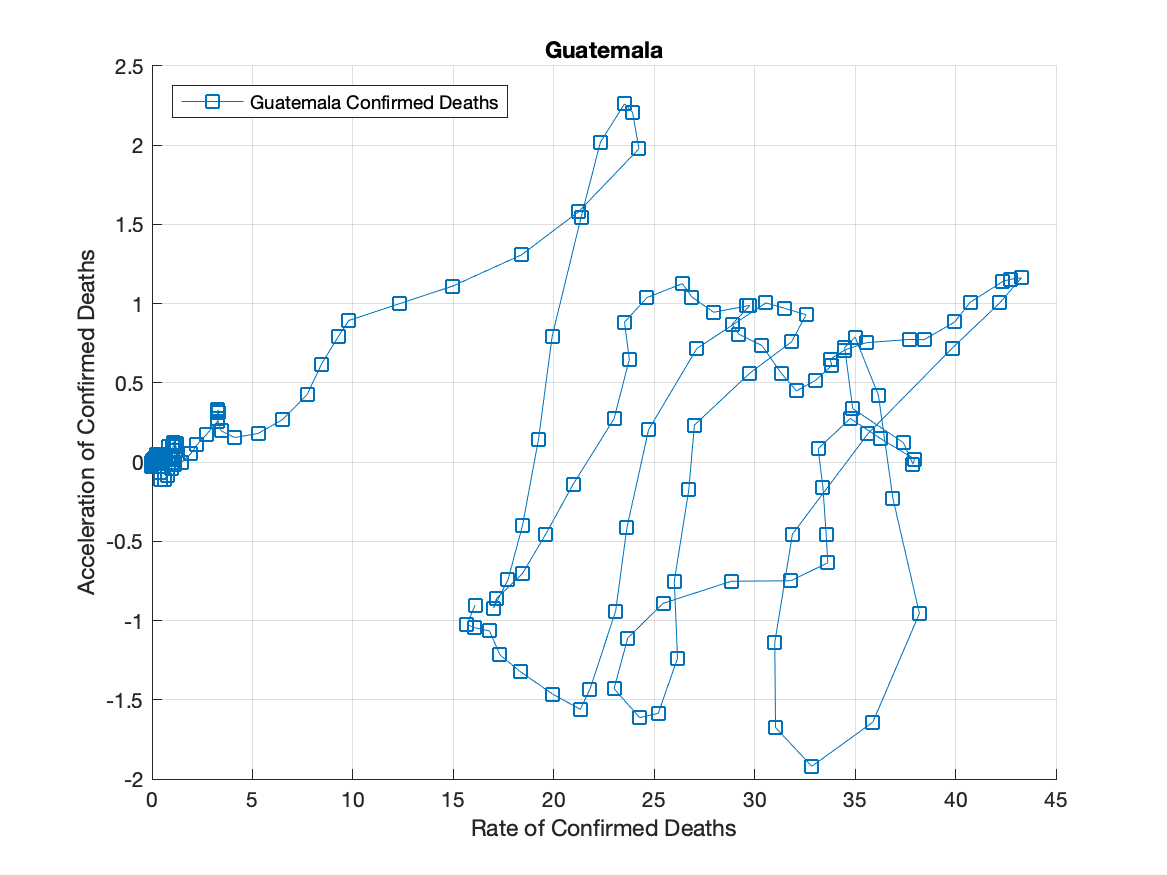 Guatemala
Guatemala Confirmed Deaths
Acceleration of Confirmed Deaths
2.5
2
1.5
1
0.5
0
-0.5
-1
-1.5
-2
0 5 10 15 20 25 30 35 40 45
Rate of Confirmed Deaths